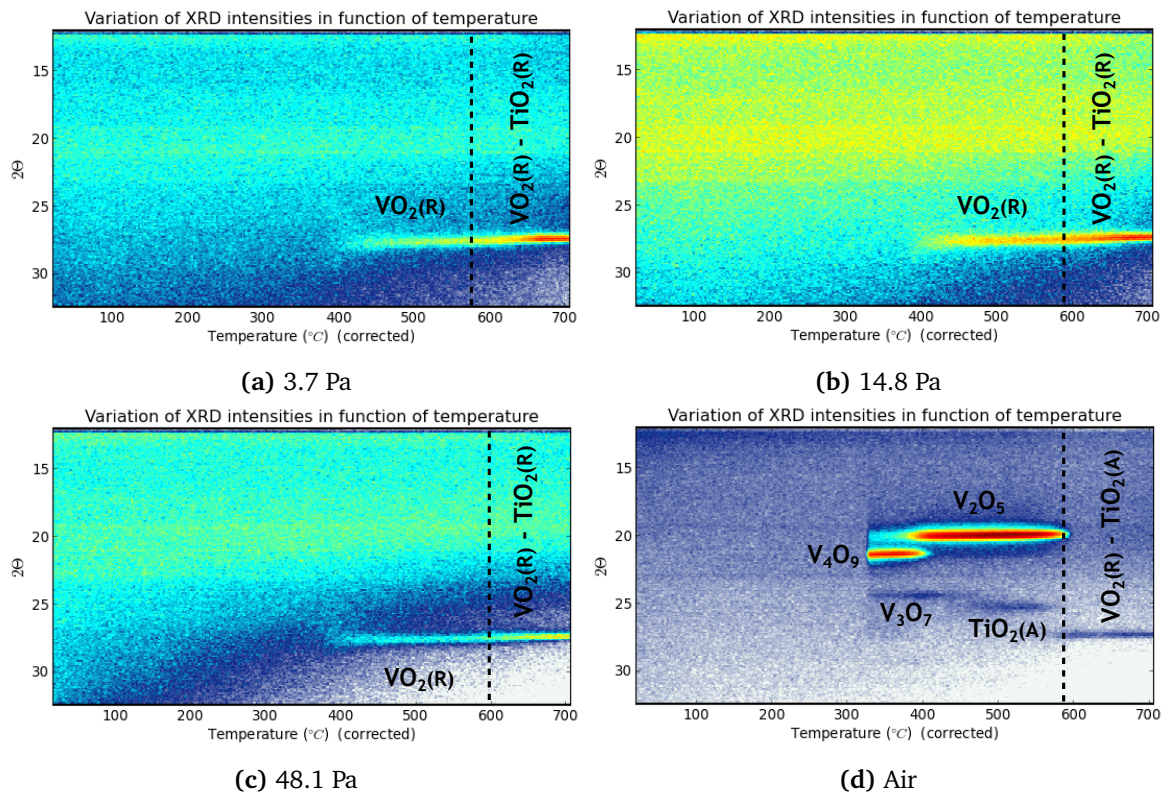 Variation of XRD intensities in function of temperature
15
20
25
30
2Θ
VO₂(R)
VO₂(R) - TiO₂(R)
100 200 300 400 500 600 700
Temperature (°C) (corrected)
(a) 3.7 Pa
Variation of XRD intensities in function of temperature
15
20
25
30
2Θ
VO₂(R)
VO₂(R) - TiO₂(R)
100 200 300 400 500 600 700
Temperature (°C) (corrected)
(b) 14.8 Pa
Variation of XRD intensities in function of temperature
15
20
25
30
2Θ
VO₂(R)
VO₂(R) - TiO₂(R)
100 200 300 400 500 600 700
Temperature (°C) (corrected)
(c) 48.1 Pa
Variation of XRD intensities in function of temperature
15
20
25
30
2Θ
V₂O₅
V₄O₉
V₃O₇
TiO₂(A)
VO₂(R) - TiO₂(A)
100 200 300 400 500 600 700
Temperature (°C) (corrected)
(d) Air